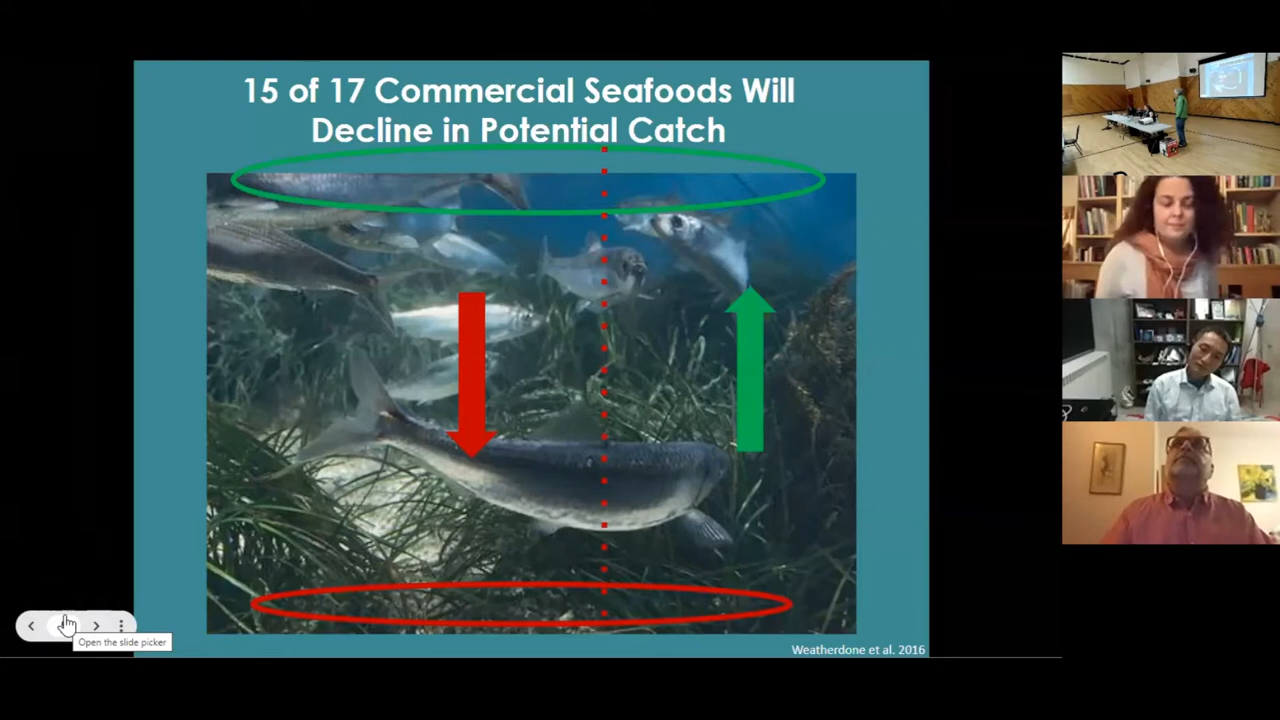 15 of 17 Commercial Seafoods Will
Decline in Potential Catch
Open the slide picker
Weatherdone et al. 2016